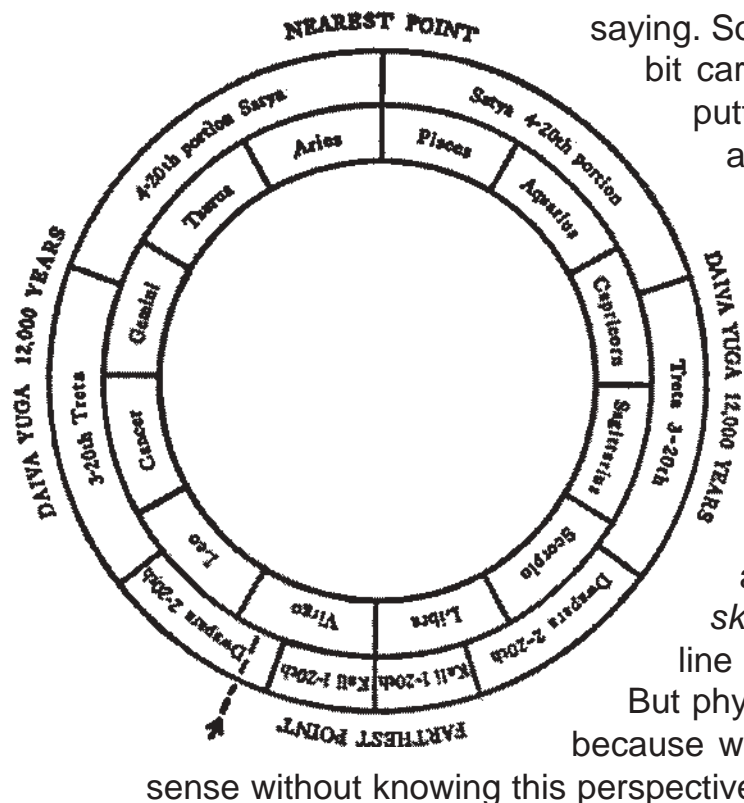 NEAREST POINT
4-20th portion Satya
Satya 4-20th portion
Aries
Pisces
Taurus
Aquarius
Gemini
Capricorn
DAIVA YUGA 12,000 YEARS
DAIVA YUGA 12,000 YEARS
3-20th Treta
Treta 3-20th
Cancer
Sagittarius
Leo
Scorpio
Virgo
Libra
Dwapara 2-20th
Dwapara 2-20th
Kali 1-20th
Kali 1-20th
FARTHEST POINT
saying. So
bit car
putt
a
sk
line
But phy
because w
sense without knowing this perspective